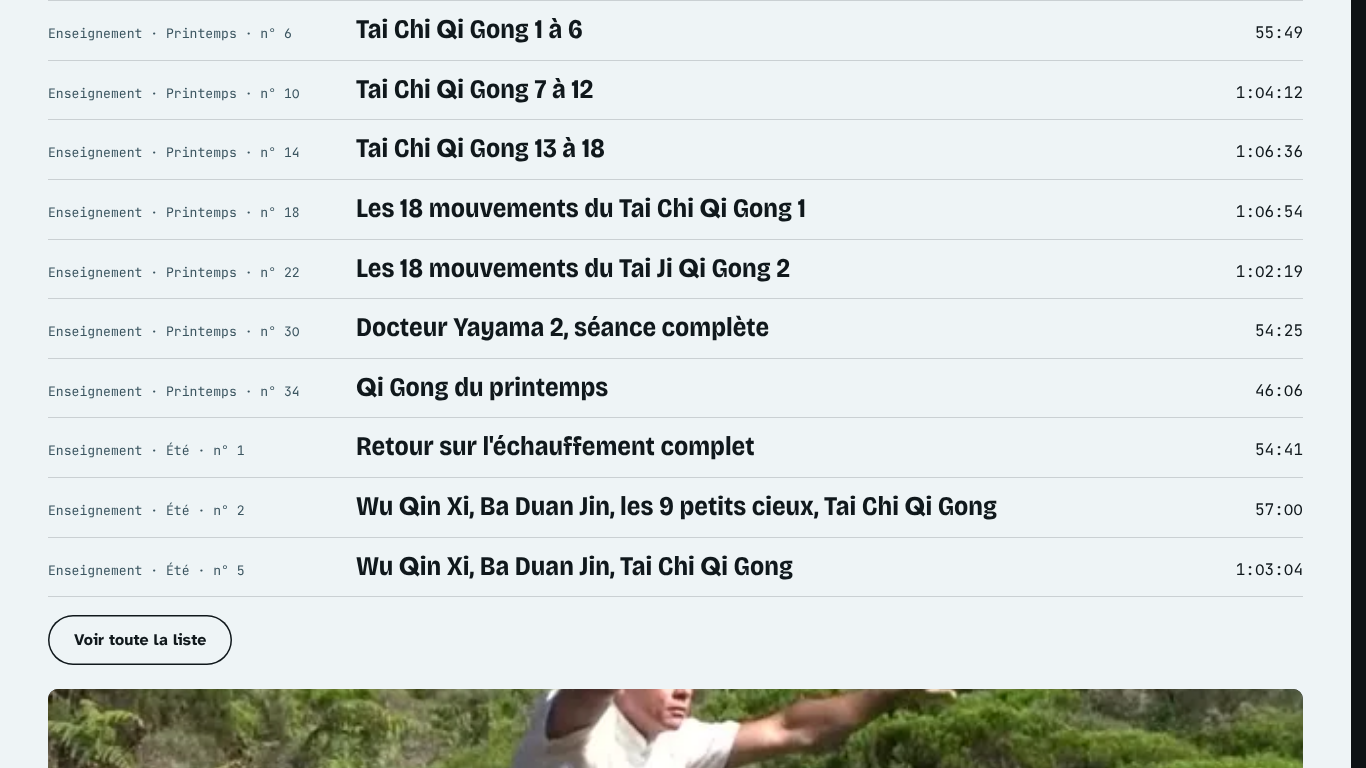 Enseignement · Printemps · n° 6 Tai Chi Qi Gong 1 à 6 55:49
Enseignement · Printemps · n° 10 Tai Chi Qi Gong 7 à 12 1:04:12
Enseignement · Printemps · n° 14 Tai Chi Qi Gong 13 à 18 1:06:36
Enseignement · Printemps · n° 18 Les 18 mouvements du Tai Chi Qi Gong 1 1:06:54
Enseignement · Printemps · n° 22 Les 18 mouvements du Tai Ji Qi Gong 2 1:02:19
Enseignement · Printemps · n° 30 Docteur Yayama 2, séance complète 54:25
Enseignement · Printemps · n° 34 Qi Gong du printemps 46:06
Enseignement · Été · n° 1 Retour sur l'échauffement complet 54:41
Enseignement · Été · n° 2 Wu Qin Xi, Ba Duan Jin, les 9 petits cieux, Tai Chi Qi Gong 57:00
Enseignement · Été · n° 5 Wu Qin Xi, Ba Duan Jin, Tai Chi Qi Gong 1:03:04
Voir toute la liste